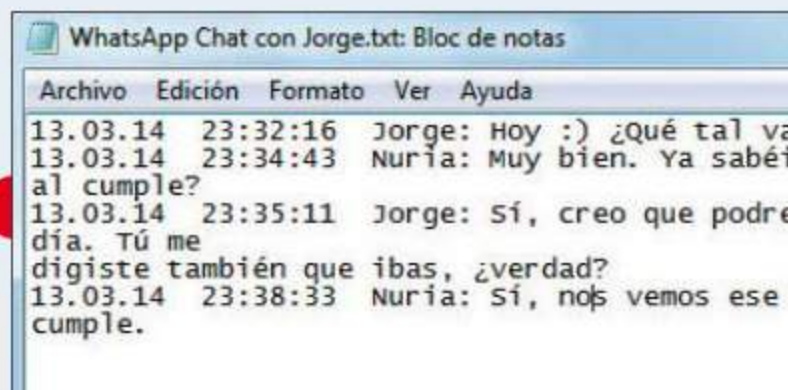 WhatsApp Chat con Jorge.txt: Bloc de notas
Archivo Edición Formato Ver Ayuda
13.03.14 23:32:16 Jorge: Hoy :) ¿Qué tal va
13.03.14 23:34:43 Nuria: Muy bien. Ya sabéi
al cumple?
13.03.14 23:35:11 Jorge: Sí, creo que podre
día. Tú me
digiste también que ibas, ¿verdad?
13.03.14 23:38:33 Nuria: Sí, nos vemos ese
cumple.